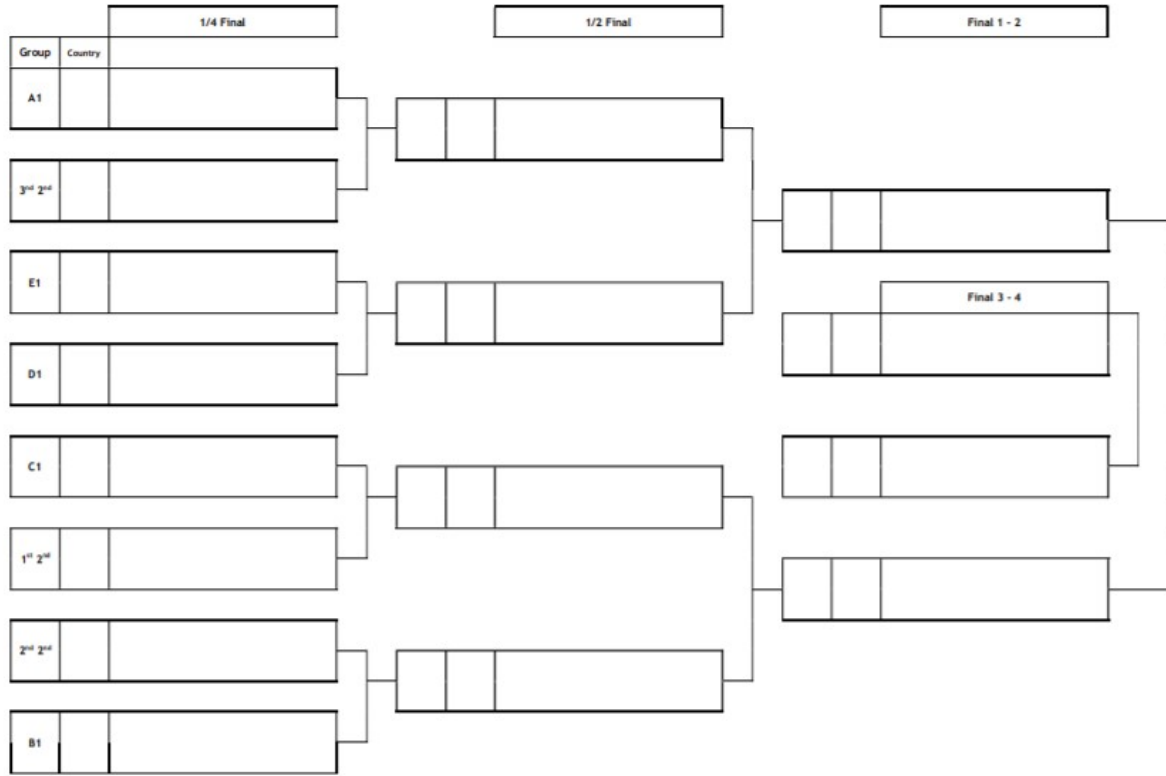 1/4 Final
1/2 Final
Final 1 - 2
Group Country
A1
3ⁿᵈ 2ⁿᵈ
E1
Final 3 - 4
D1
C1
1ˢᵗ 2ⁿᵈ
2ⁿᵈ 2ⁿᵈ
B1